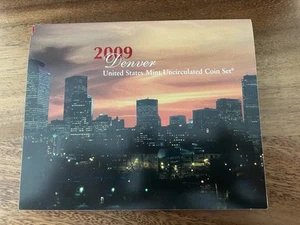 2009
Denver
United States Mint Uncirculated Coin Set®